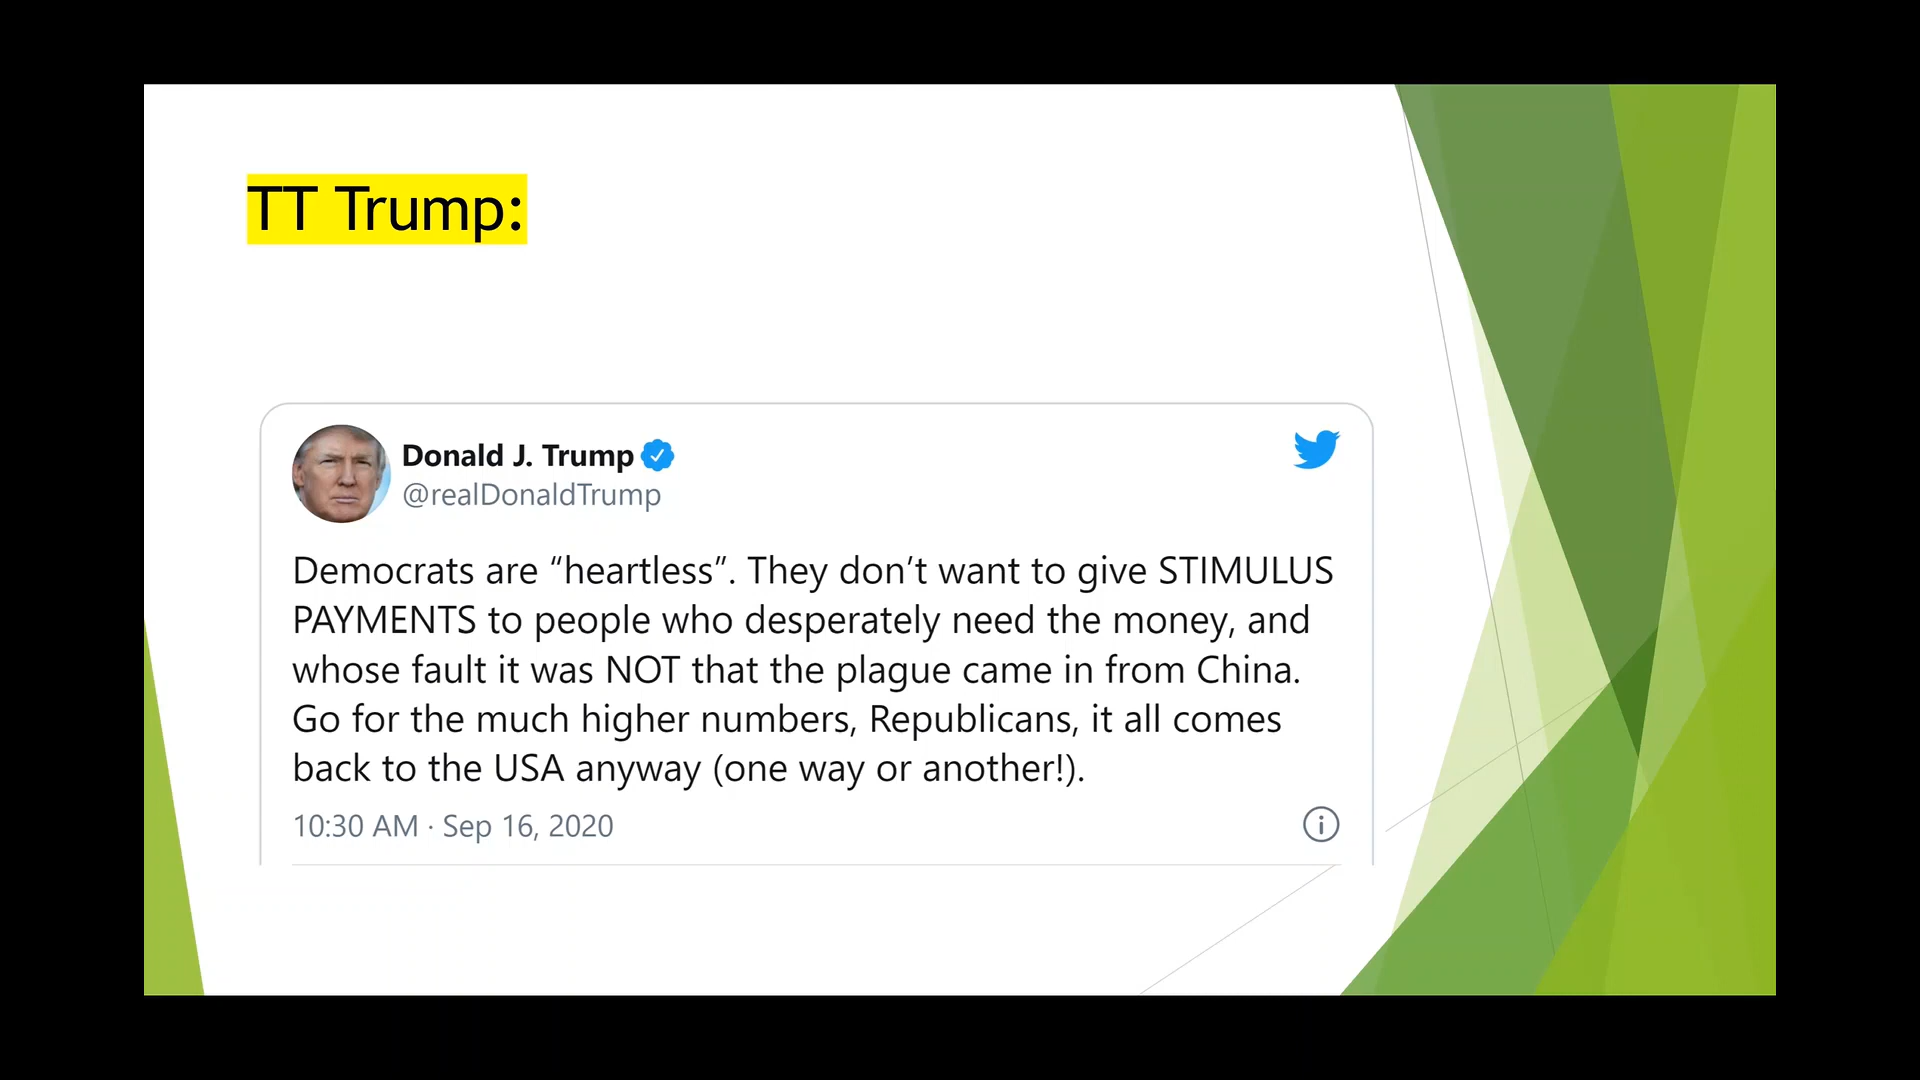 TT Trump:
Donald J. Trump
@realDonaldTrump
Democrats are “heartless”. They don’t want to give STIMULUS
PAYMENTS to people who desperately need the money, and
whose fault it was NOT that the plague came in from China.
Go for the much higher numbers, Republicans, it all comes
back to the USA anyway (one way or another!).
10:30 AM · Sep 16, 2020